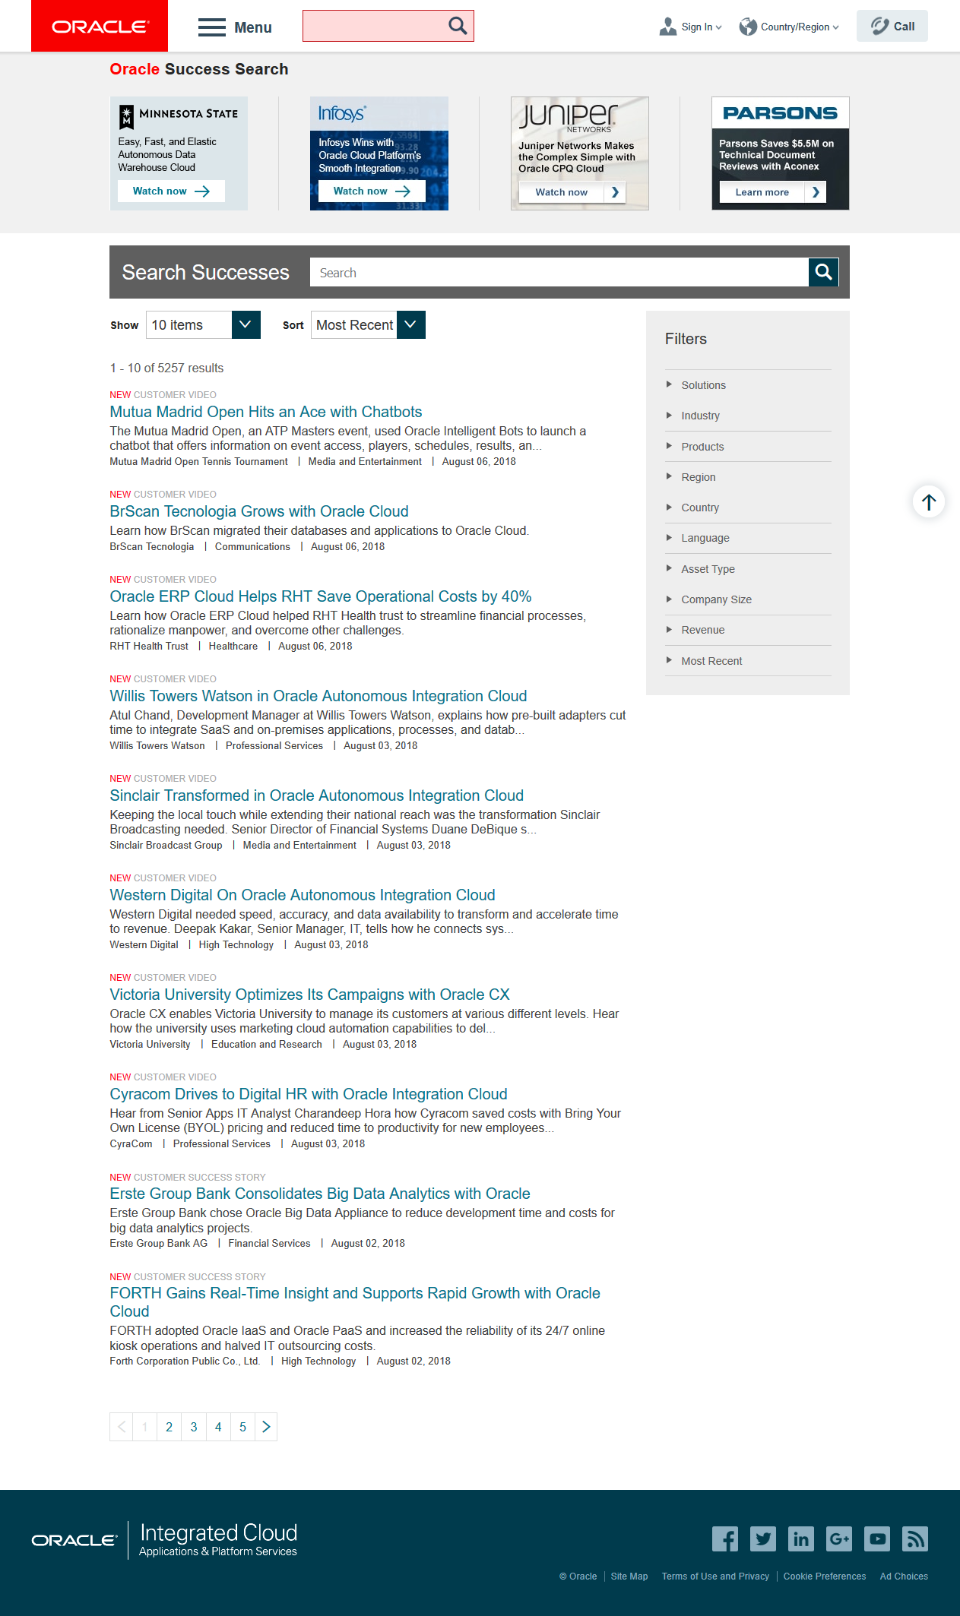 ORACLE
Menu
Sign In
Country/Region
Call
Oracle Success Search
MINNESOTA STATE
Easy, Fast, and Elastic
Autonomous Data
Warehouse Cloud
Watch now
Infosys
Infosys Wins with
Oracle Cloud Platform's
Smooth Integration
Watch now
JUNIPER
NETWORKS
Juniper Networks Makes
the Complex Simple with
Oracle CPQ Cloud
Watch now
PARSONS
Parsons Saves $5.5M on
Technical Document
Reviews with Aconex
Learn more
Search Successes
Search
Show 10 items Sort Most Recent
1 - 10 of 5257 results
NEW CUSTOMER VIDEO
Mutua Madrid Open Hits an Ace with Chatbots
The Mutua Madrid Open, an ATP Masters event, used Oracle Intelligent Bots to launch a
chatbot that offers information on event access, players, schedules, results, an...
Mutua Madrid Open Tennis Tournament | Media and Entertainment | August 06, 2018
NEW CUSTOMER VIDEO
BrScan Tecnologia Grows with Oracle Cloud
Learn how BrScan migrated their databases and applications to Oracle Cloud.
BrScan Tecnologia | Communications | August 06, 2018
NEW CUSTOMER VIDEO
Oracle ERP Cloud Helps RHT Save Operational Costs by 40%
Learn how Oracle ERP Cloud helped RHT Health trust to streamline financial processes,
rationalize manpower, and overcome other challenges.
RHT Health Trust | Healthcare | August 06, 2018
NEW CUSTOMER VIDEO
Willis Towers Watson in Oracle Autonomous Integration Cloud
Atul Chand, Development Manager at Willis Towers Watson, explains how pre-built adapters cut
time to integrate SaaS and on-premises applications, processes, and datab...
Willis Towers Watson | Professional Services | August 03, 2018
NEW CUSTOMER VIDEO
Sinclair Transformed in Oracle Autonomous Integration Cloud
Keeping the local touch while extending their national reach was the transformation Sinclair
Broadcasting needed. Senior Director of Financial Systems Duane DeBique s...
Sinclair Broadcast Group | Media and Entertainment | August 03, 2018
NEW CUSTOMER VIDEO
Western Digital On Oracle Autonomous Integration Cloud
Western Digital needed speed, accuracy, and data availability to transform and accelerate time
to revenue. Deepak Kakar, Senior Manager, IT, tells how he connects sys...
Western Digital | High Technology | August 03, 2018
NEW CUSTOMER VIDEO
Victoria University Optimizes Its Campaigns with Oracle CX
Oracle CX enables Victoria University to manage its customers at various different levels. Hear
how the university uses marketing cloud automation capabilities to del...
Victoria University | Education and Research | August 03, 2018
NEW CUSTOMER VIDEO
Cyracom Drives to Digital HR with Oracle Integration Cloud
Hear from Senior Apps IT Analyst Charandeep Hora how Cyracom saved costs with Bring Your
Own License (BYOL) pricing and reduced time to productivity for new employees...
CyraCom | Professional Services | August 03, 2018
NEW CUSTOMER SUCCESS STORY
Erste Group Bank Consolidates Big Data Analytics with Oracle
Erste Group Bank chose Oracle Big Data Appliance to reduce development time and costs for
big data analytics projects.
Erste Group Bank AG | Financial Services | August 02, 2018
NEW CUSTOMER SUCCESS STORY
FORTH Gains Real-Time Insight and Supports Rapid Growth with Oracle
Cloud
FORTH adopted Oracle IaaS and Oracle PaaS and increased the reliability of its 24/7 online
kiosk operations and halved IT outsourcing costs.
Forth Corporation Public Co., Ltd. | High Technology | August 02, 2018
Filters
Solutions
Industry
Products
Region
Country
Language
Asset Type
Company Size
Revenue
Most Recent
< 1 2 3 4 5 >
ORACLE
Integrated Cloud
Applications & Platform Services
© Oracle | Site Map Terms of Use and Privacy | Cookie Preferences Ad Choices